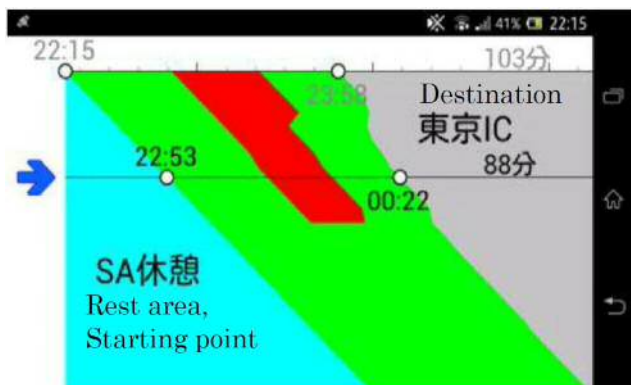 41% 22:15
22:15 103分
23:58 Destination
東京IC
22:53 88分
00:22
SA休憩
Rest area,
Starting point